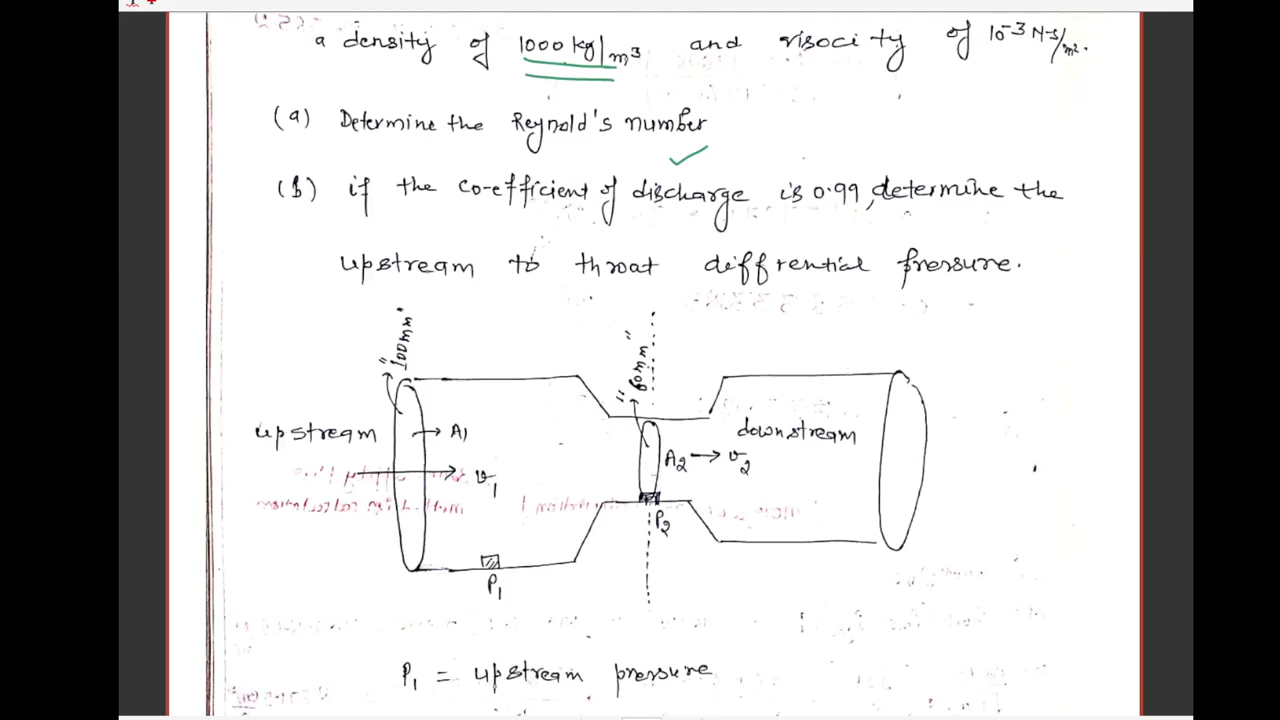 a density of 1000 kg/m³ and viscocity of 10⁻³ N-s/m².
(a) Determine the Reynold's number
(b) if the co-efficient of discharge is 0.99, determine the
upstream to throat diffrential pressure.
"100mm"
"60mm"
upstream
A₁
downstream
A₂
v₂
v₁
P₂
P₁
P₁ = upstream pressure